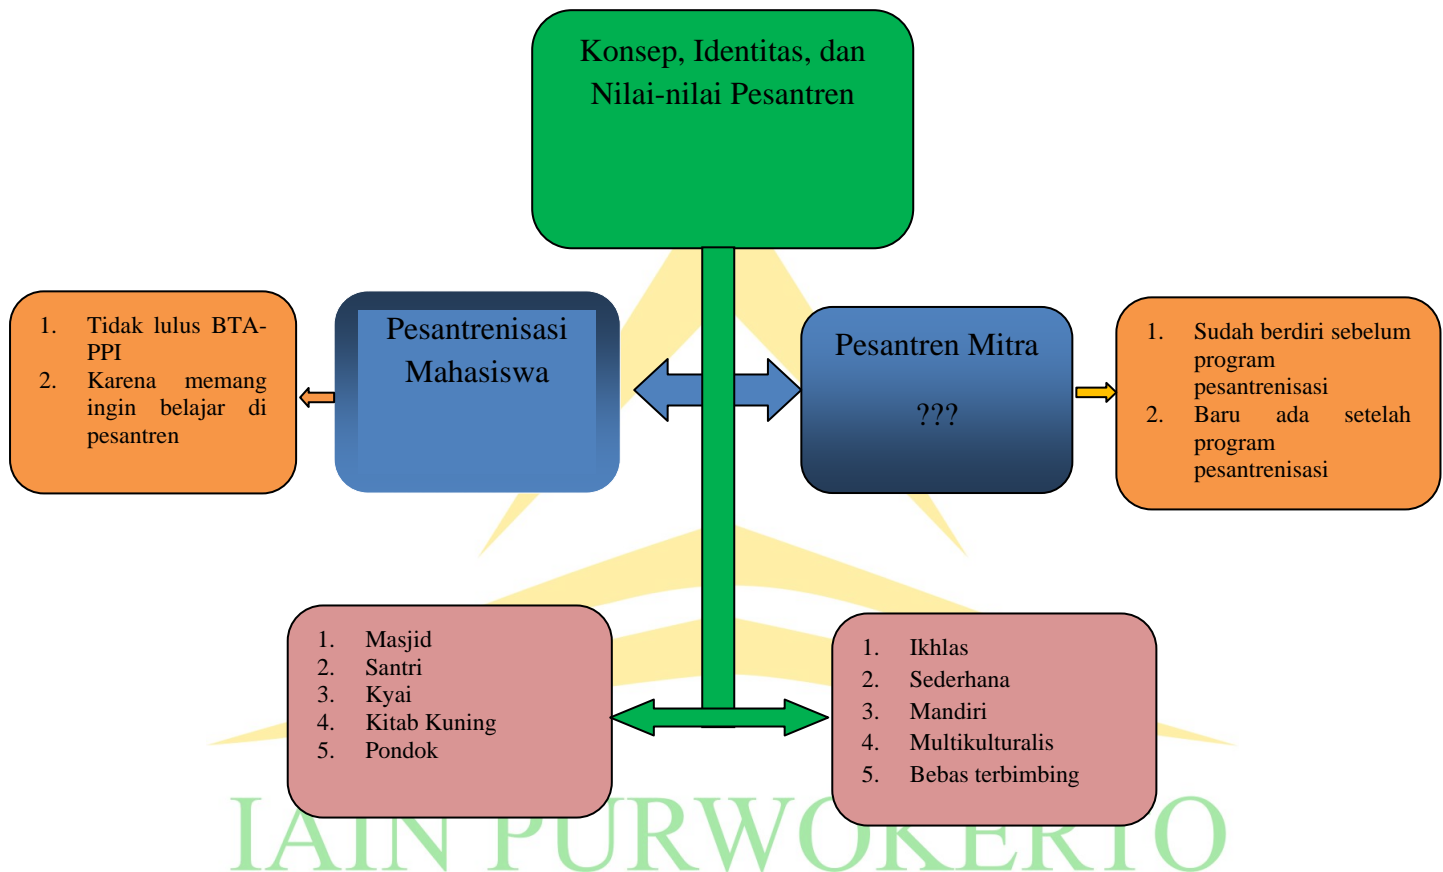 Konsep, Identitas, dan
Nilai-nilai Pesantren
1. Tidak lulus BTA-
PPI
2. Karena memang
ingin belajar di
pesantren
Pesantrenisasi
Mahasiswa
Pesantren Mitra
???
1. Sudah berdiri sebelum
program
pesantrenisasi
2. Baru ada setelah
program
pesantrenisasi
1. Masjid
2. Santri
3. Kyai
4. Kitab Kuning
5. Pondok
1. Ikhlas
2. Sederhana
3. Mandiri
4. Multikulturalis
5. Bebas terbimbing
IAIN PURWOKERTO